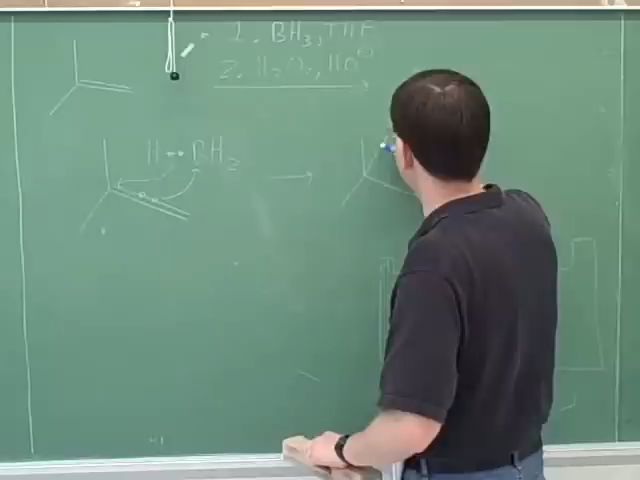 1. BH₃, THF
2. H₂O₂, HO⊖
H BH₂